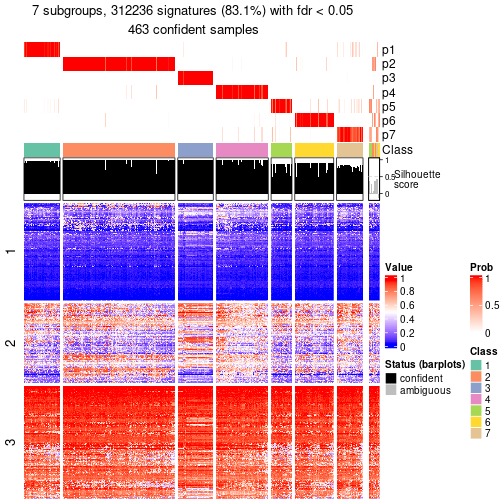 7 subgroups, 312236 signatures (83.1%) with fdr < 0.05
463 confident samples
p1
p2
p3
p4
p5
p6
p7
Class
1
0.5
0
Silhouette
score
1
2
3
Value
1
0.8
0.6
0.4
0.2
0
Prob
1
0.5
0
Status (barplots)
confident
ambiguous
Class
1
2
3
4
5
6
7